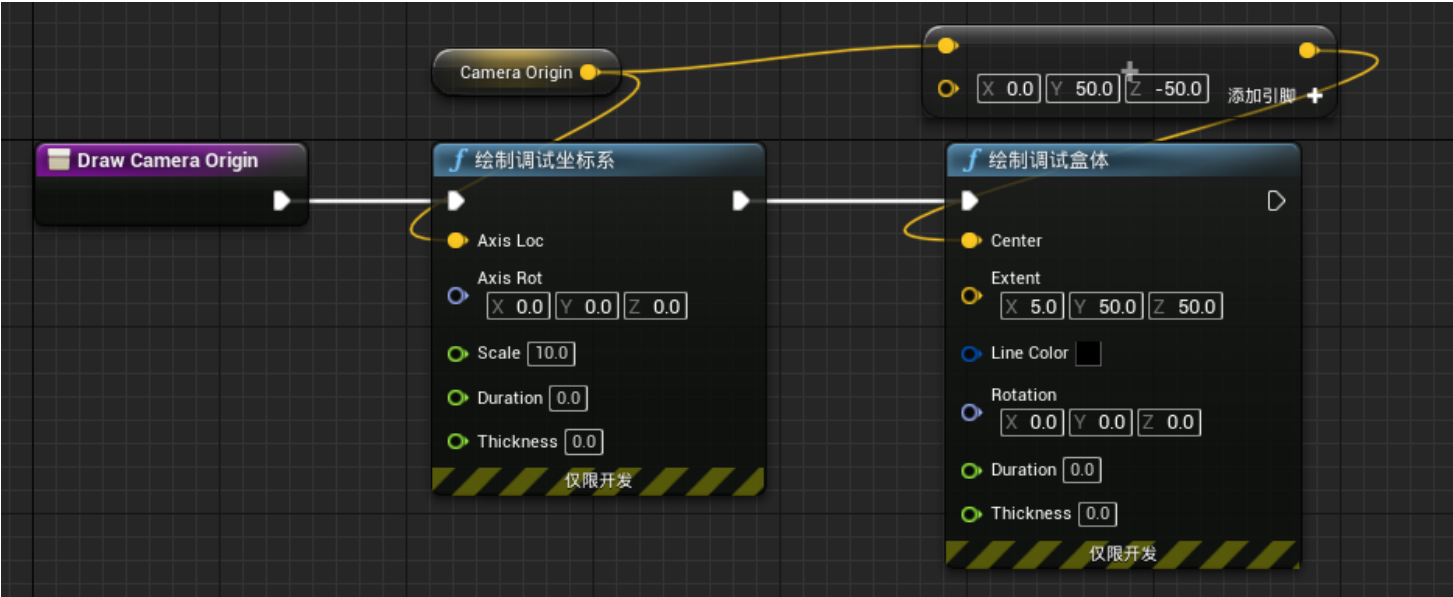 Camera Origin
X 0.0 Y 50.0 Z -50.0 添加引脚
Draw Camera Origin
f 绘制调试坐标系
Axis Loc
Axis Rot
X 0.0 Y 0.0 Z 0.0
Scale 10.0
Duration 0.0
Thickness 0.0
仅限开发
f 绘制调试盒体
Center
Extent
X 5.0 Y 50.0 Z 50.0
Line Color
Rotation
X 0.0 Y 0.0 Z 0.0
Duration 0.0
Thickness 0.0
仅限开发